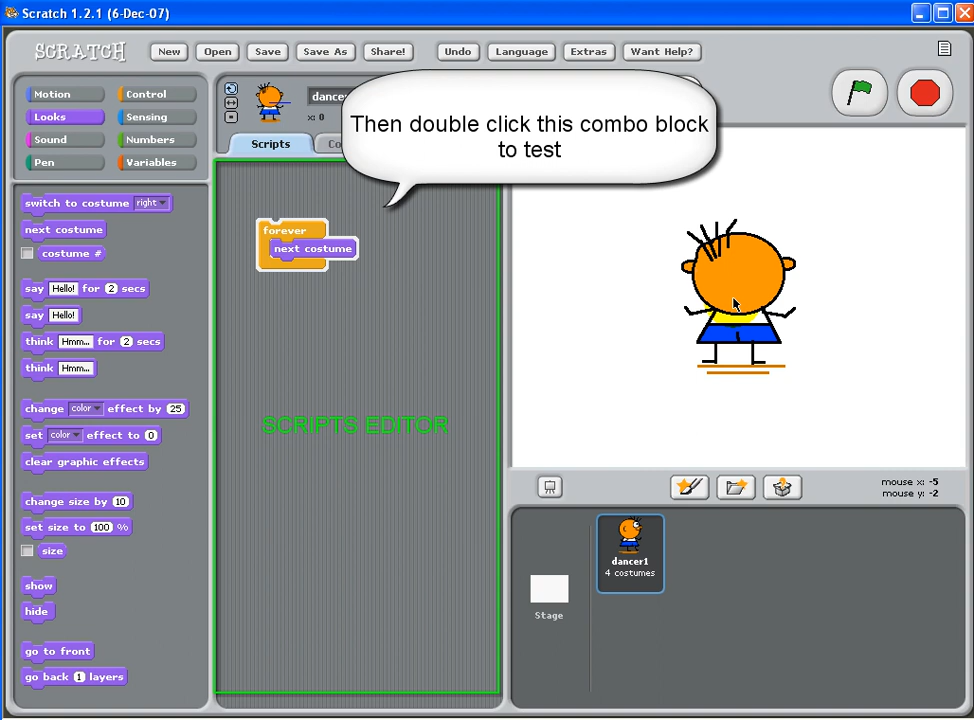 Scratch 1.2.1 (6-Dec-07)
SCRATCH
New
Open
Save
Save As
Share!
Undo
Language
Extras
Want Help?
Motion
Control
Looks
Sensing
Sound
Numbers
Pen
Variables
x: 0
Scripts
Then double click this combo block
to test
switch to costume right
next costume
costume #
say Hello! for 2 secs
say Hello!
think Hmm... for 2 secs
think Hmm...
change color effect by 25
set color effect to 0
clear graphic effects
change size by 10
set size to 100 %
size
show
hide
go to front
go back 1 layers
forever
next costume
SCRIPTS EDITOR
mouse x: -5
mouse y: -2
dancer1
4 costumes
Stage